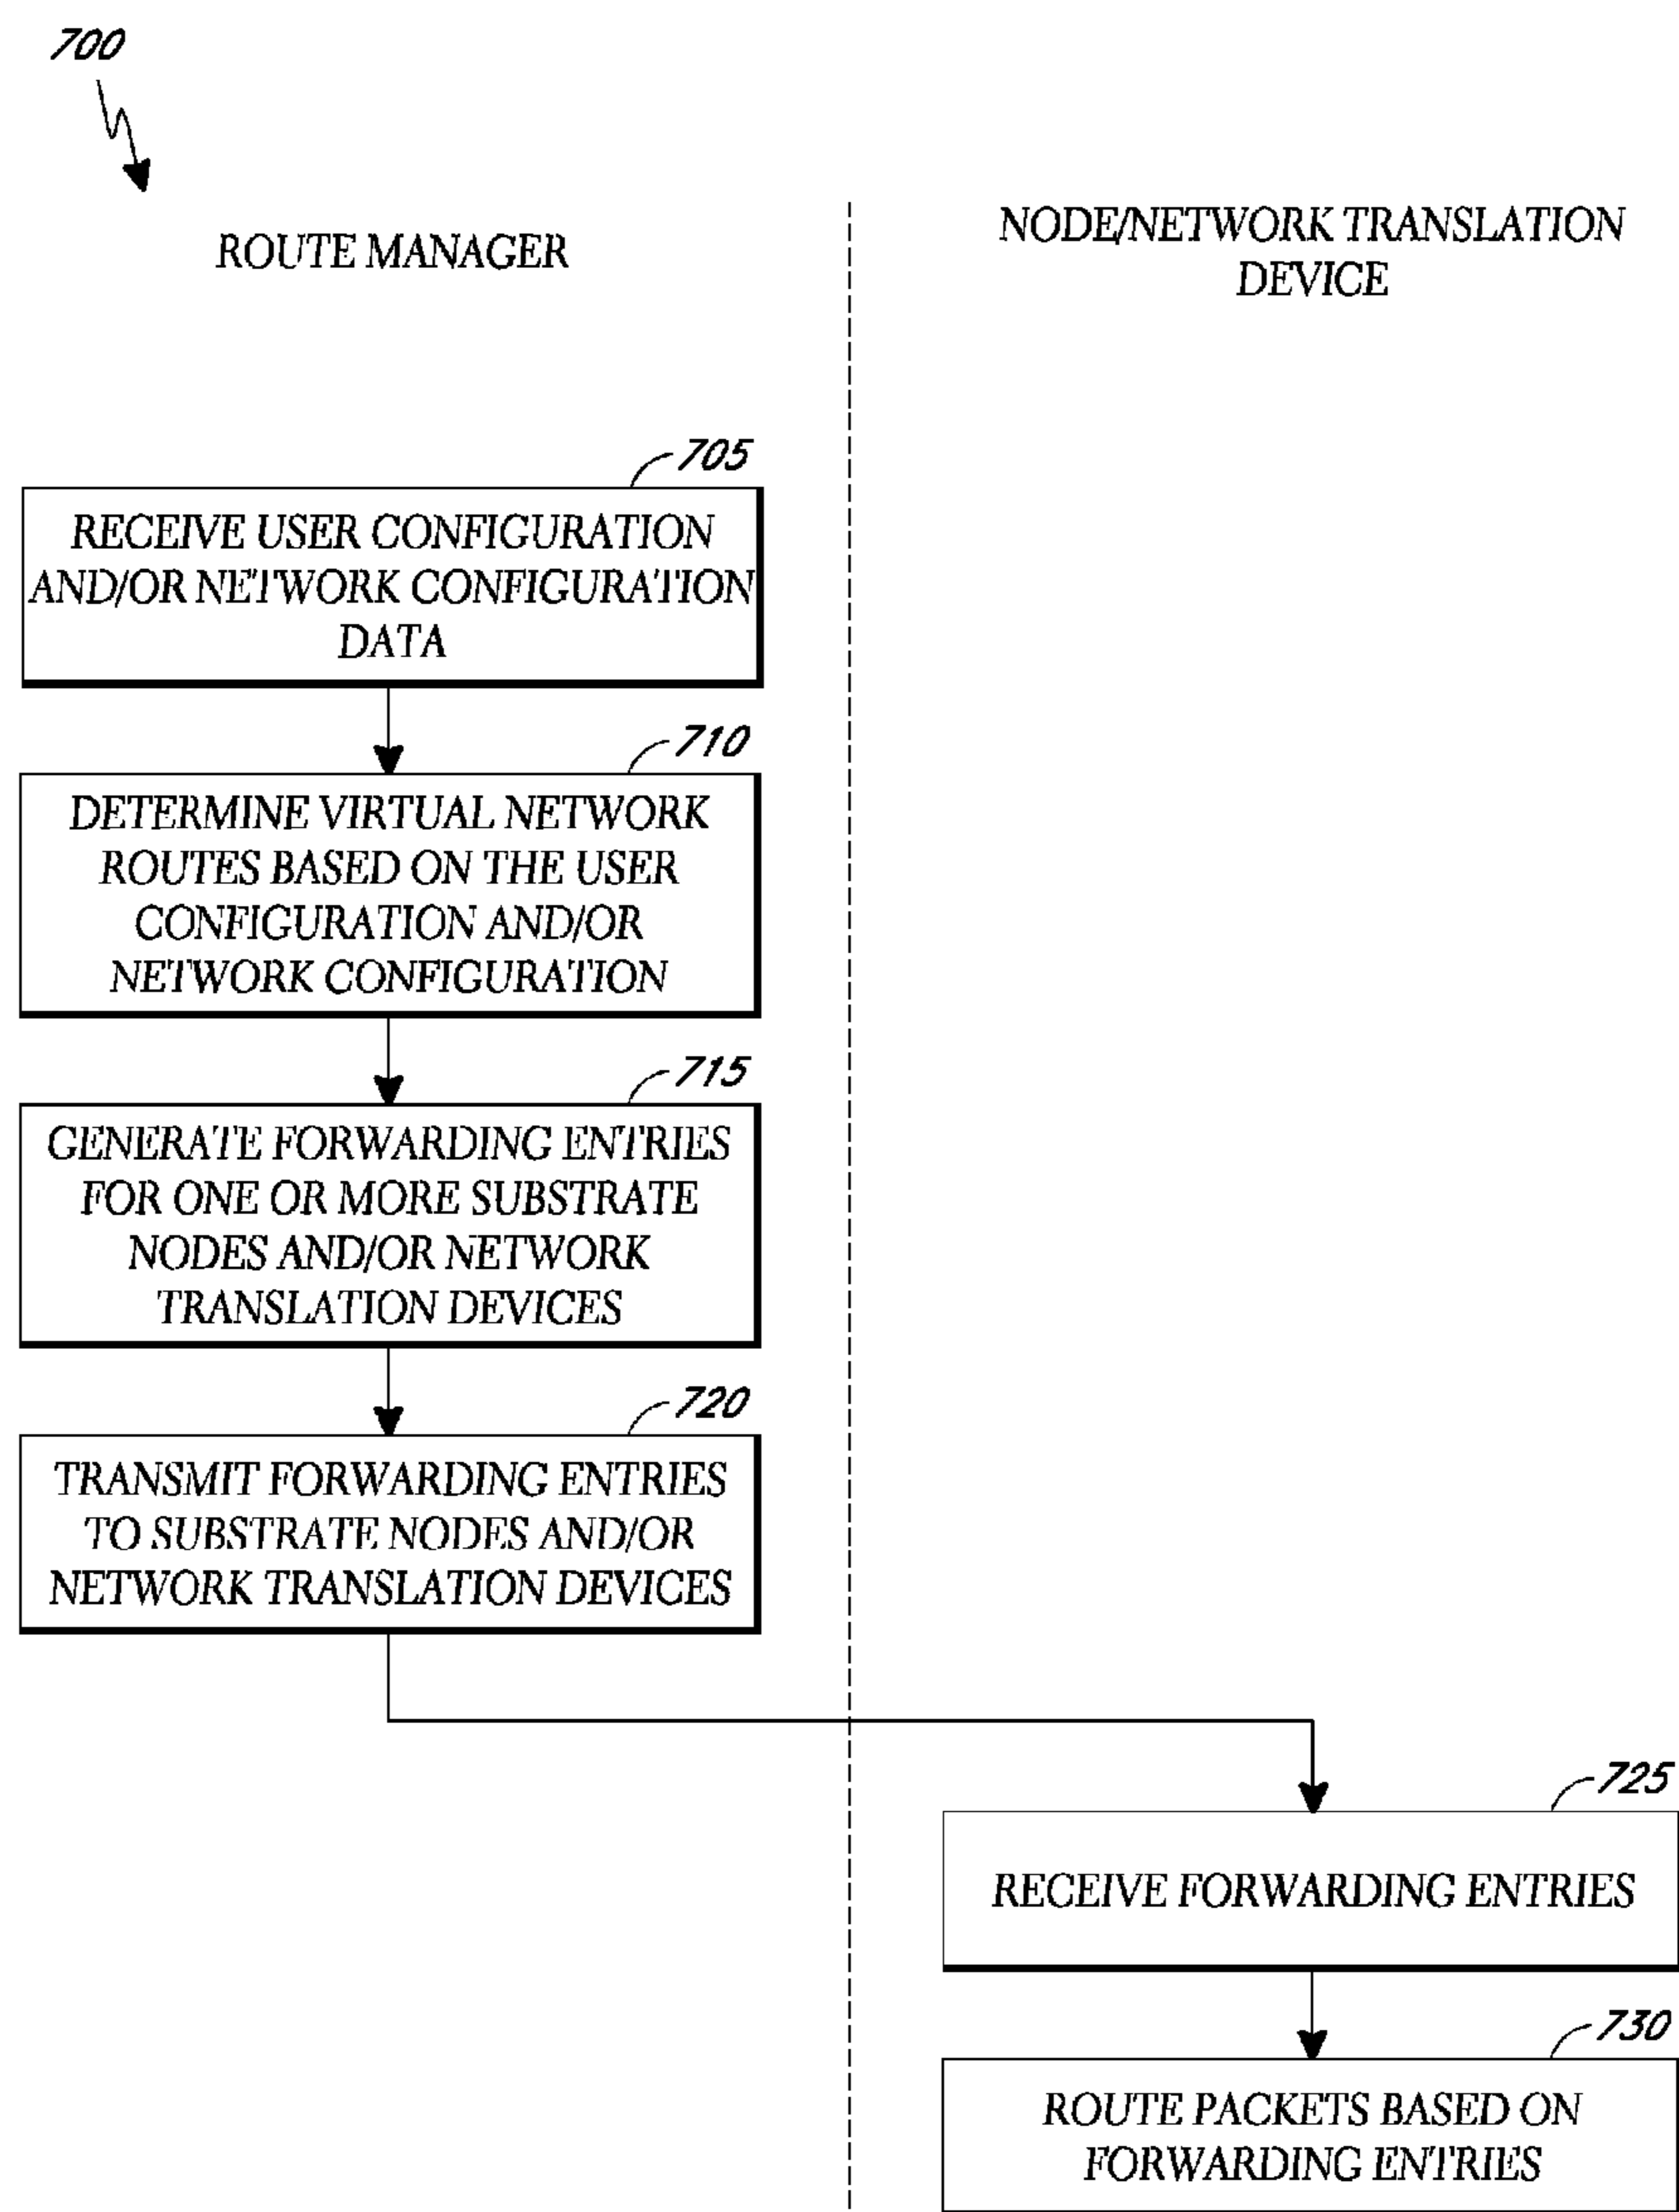 700
ROUTE MANAGER
NODE/NETWORK TRANSLATION
DEVICE
705
RECEIVE USER CONFIGURATION
AND/OR NETWORK CONFIGURATION
DATA
710
DETERMINE VIRTUAL NETWORK
ROUTES BASED ON THE USER
CONFIGURATION AND/OR
NETWORK CONFIGURATION
715
GENERATE FORWARDING ENTRIES
FOR ONE OR MORE SUBSTRATE
NODES AND/OR NETWORK
TRANSLATION DEVICES
720
TRANSMIT FORWARDING ENTRIES
TO SUBSTRATE NODES AND/OR
NETWORK TRANSLATION DEVICES
725
RECEIVE FORWARDING ENTRIES
730
ROUTE PACKETS BASED ON
FORWARDING ENTRIES